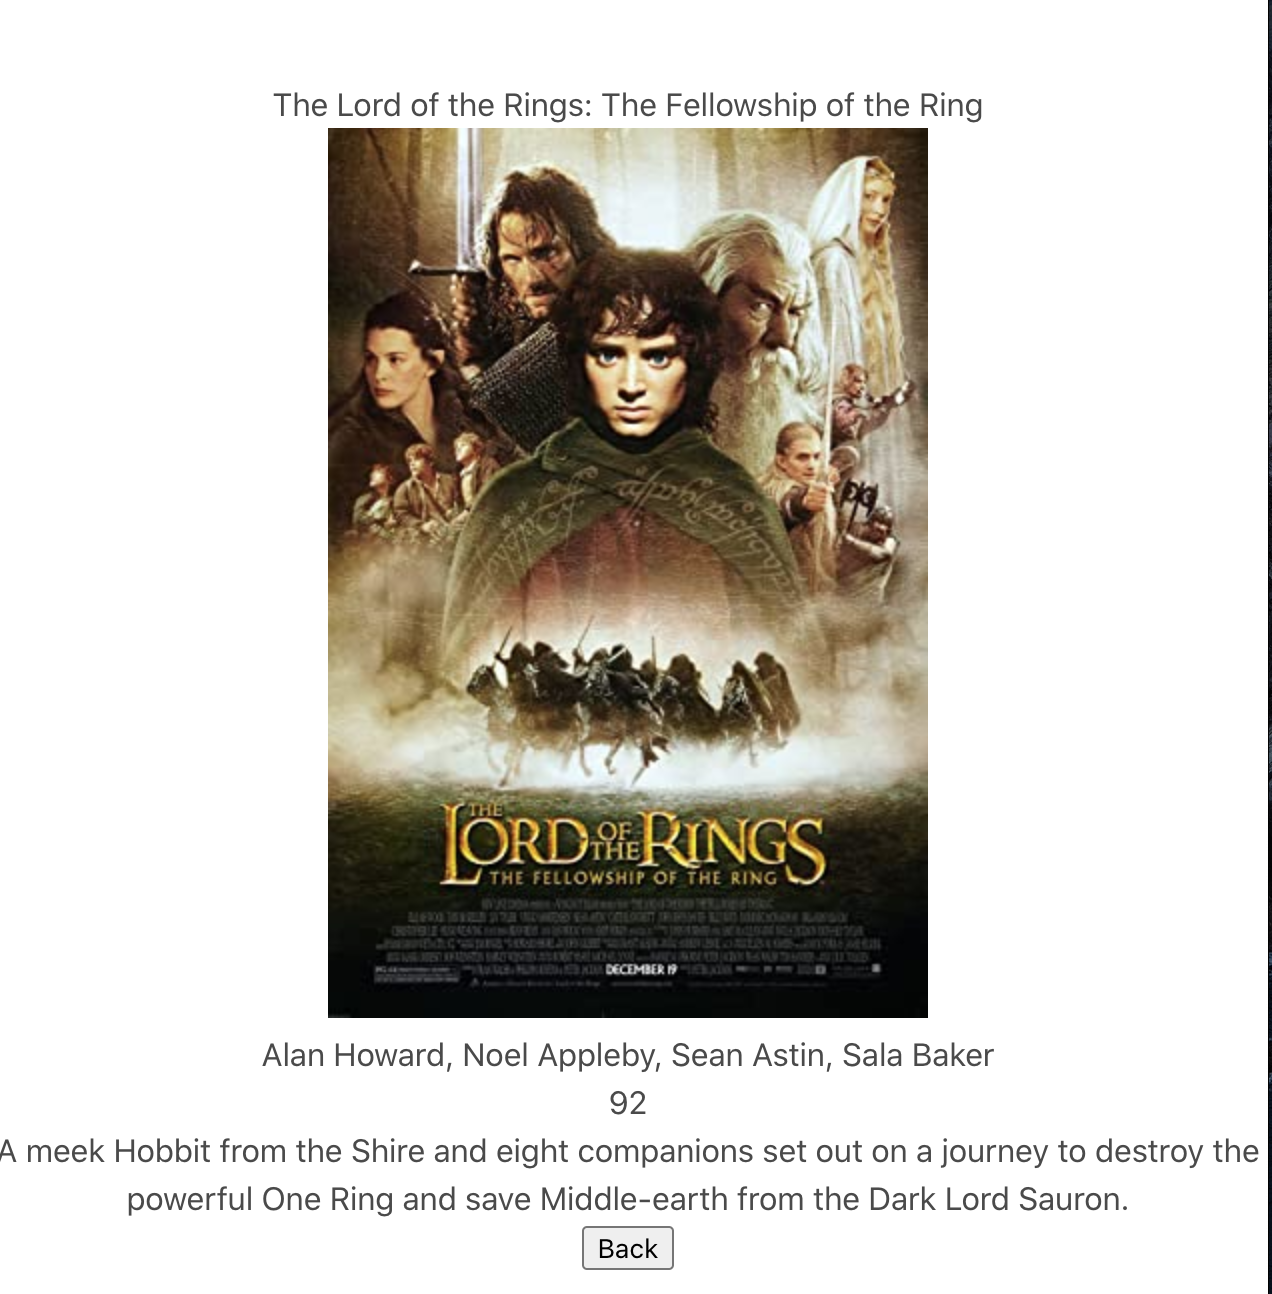 The Lord of the Rings: The Fellowship of the Ring
THE
LORD OF THE RINGS
THE FELLOWSHIP OF THE RING
DECEMBER 19
Alan Howard, Noel Appleby, Sean Astin, Sala Baker
92
A meek Hobbit from the Shire and eight companions set out on a journey to destroy the
powerful One Ring and save Middle-earth from the Dark Lord Sauron.
Back